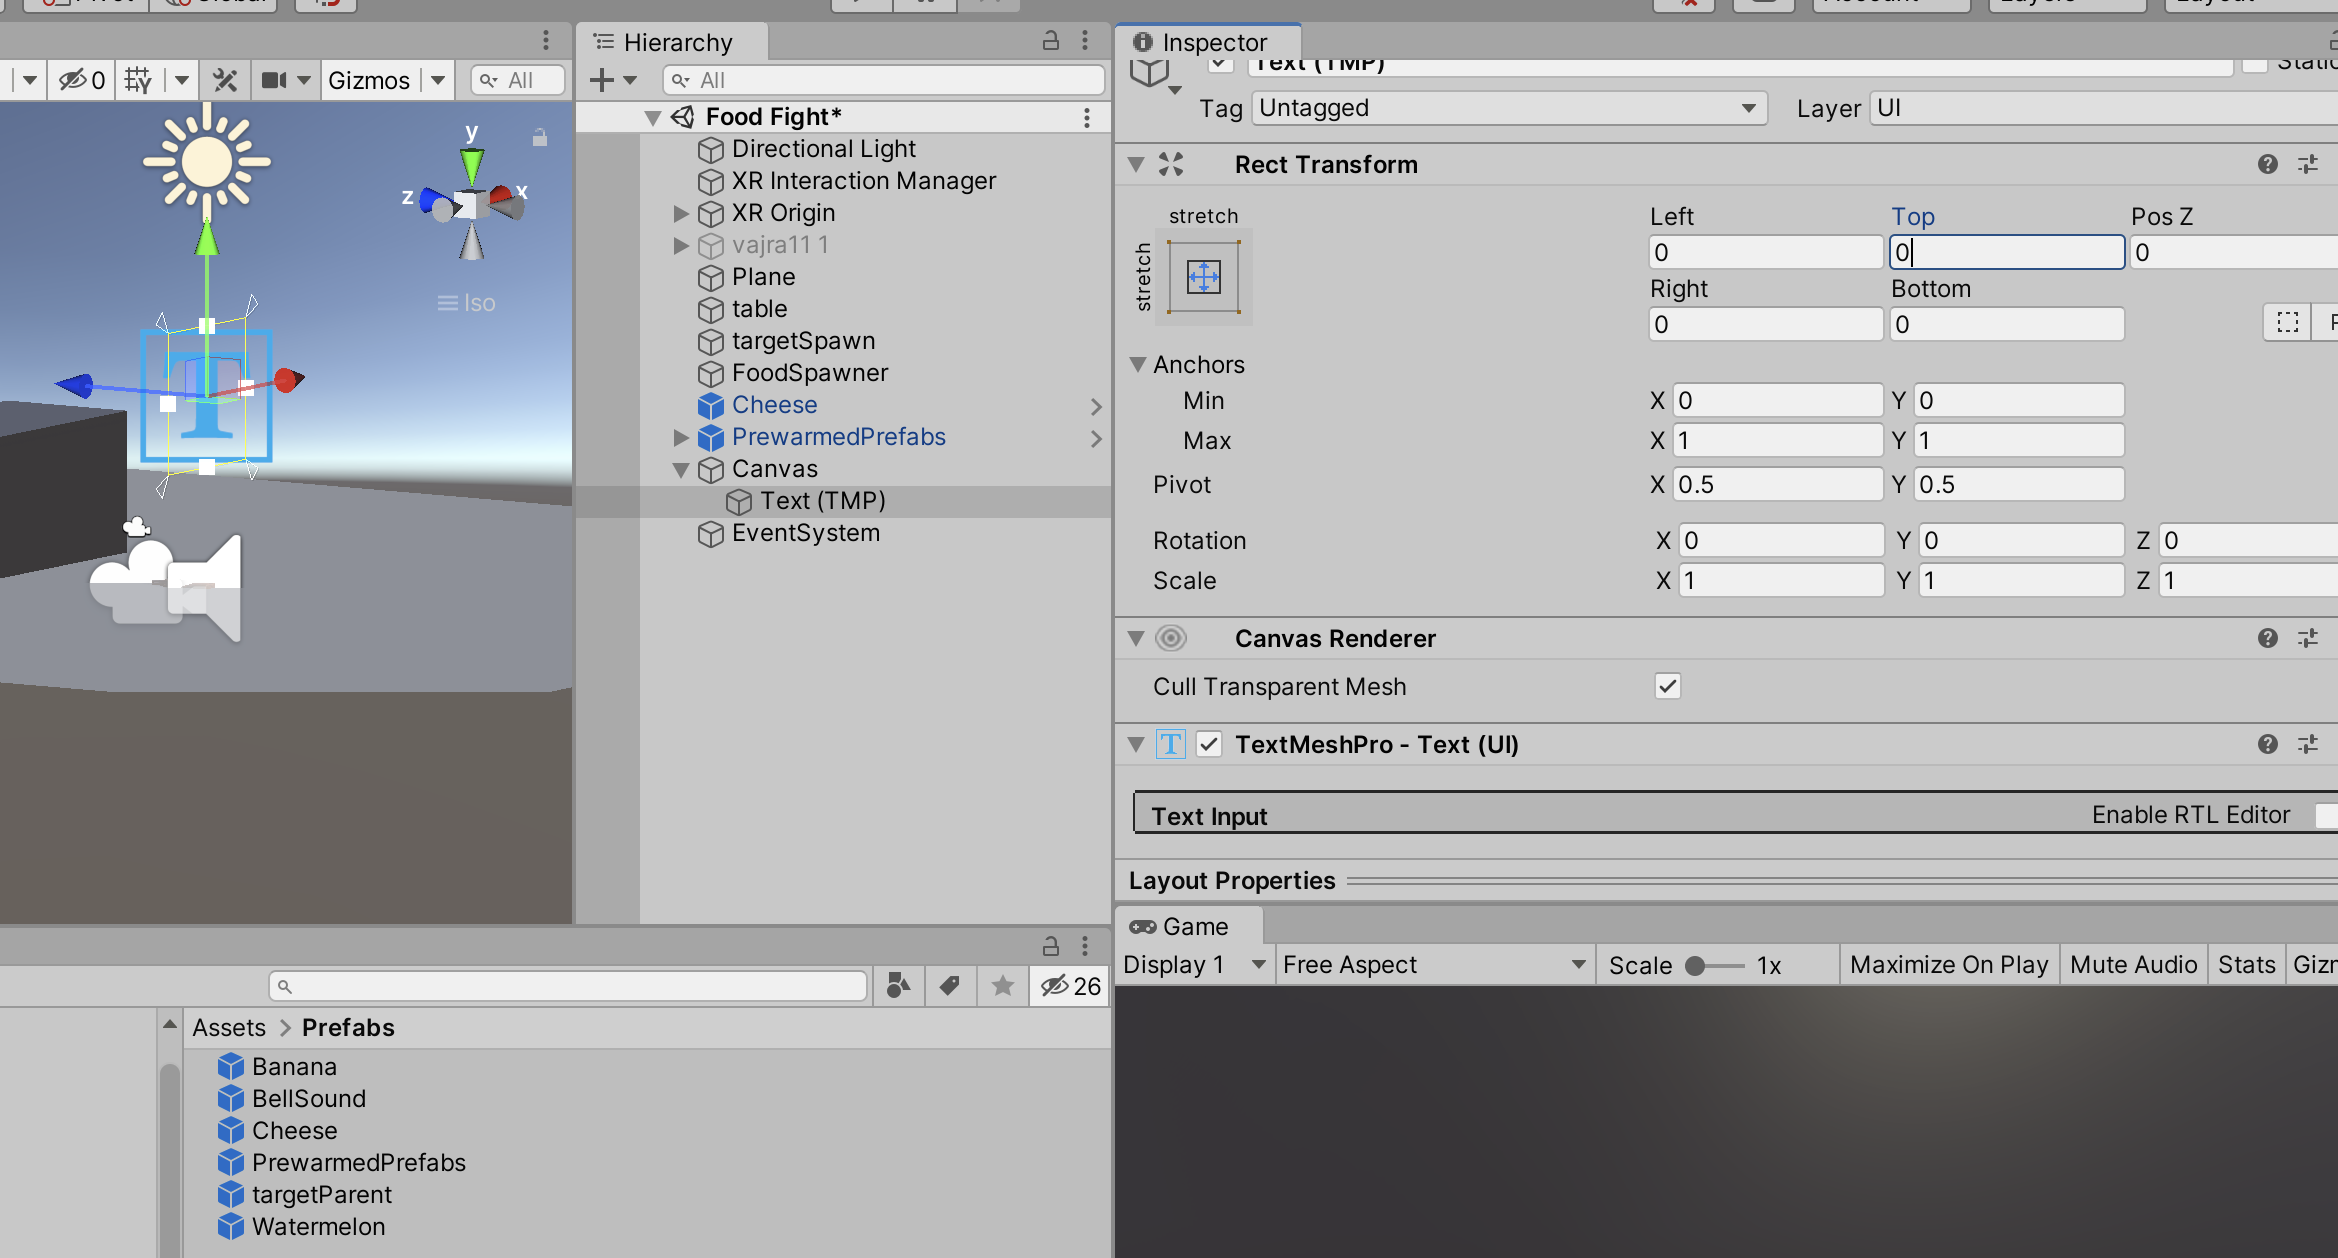 Pivot
Global
Account
Layers
Layout
0
Gizmos
All
y
z
x
Iso
Hierarchy
All
Food Fight*
Directional Light
XR Interaction Manager
XR Origin
vajra11 1
Plane
table
targetSpawn
FoodSpawner
Cheese
PrewarmedPrefabs
Canvas
Text (TMP)
EventSystem
Inspector
Text (TMP)
Static
Tag Untagged Layer UI
Rect Transform
stretch
stretch
Left Top Pos Z
0 0 0
Right Bottom
0 0
Anchors
Min X 0 Y 0
Max X 1 Y 1
Pivot X 0.5 Y 0.5
Rotation X 0 Y 0 Z 0
Scale X 1 Y 1 Z 1
Canvas Renderer
Cull Transparent Mesh
T TextMeshPro - Text (UI)
Text Input Enable RTL Editor
Layout Properties
Game
Display 1 Free Aspect Scale 1x Maximize On Play Mute Audio Stats
26
Assets > Prefabs
Banana
BellSound
Cheese
PrewarmedPrefabs
targetParent
Watermelon